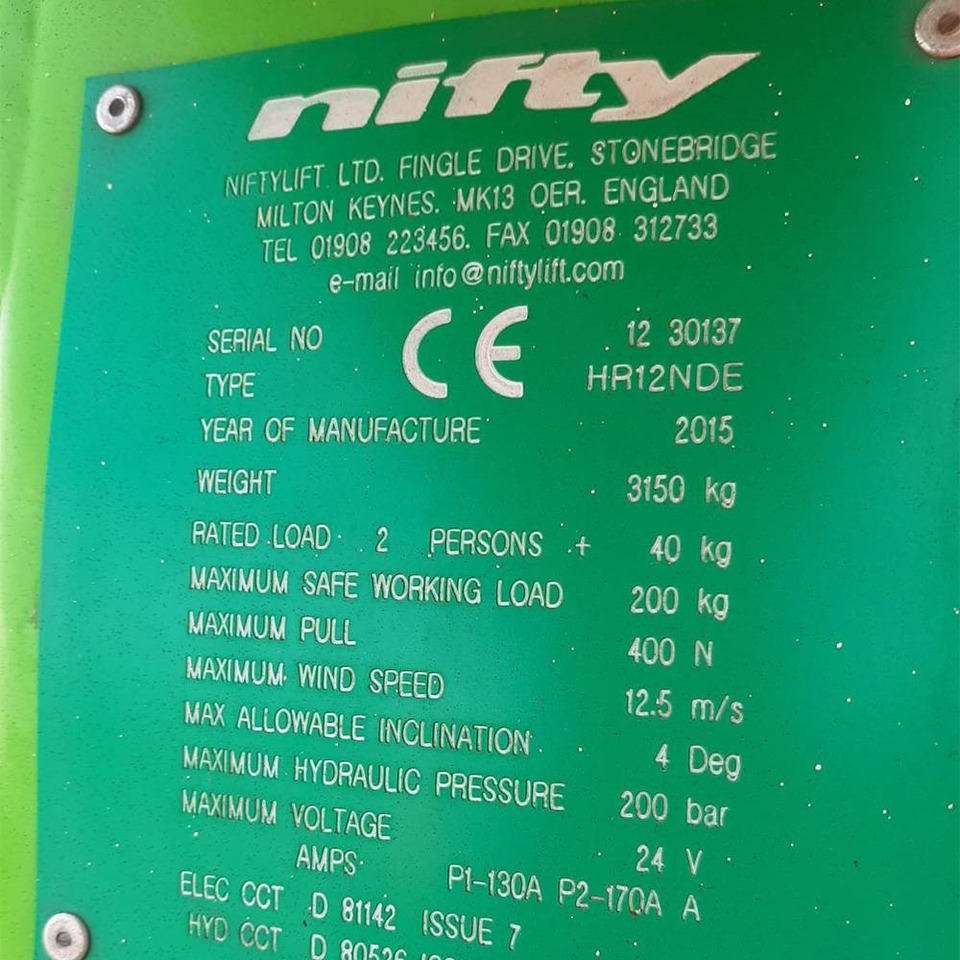 nifty
NIFTYLIFT LTD. FINGLE DRIVE. STONEBRIDGE
MILTON KEYNES. MK13 OER. ENGLAND
TEL 01908 223456. FAX 01908 312733
e-mail info@niftylift.com
CE
SERIAL NO 12 30137
TYPE HR12NDE
YEAR OF MANUFACTURE 2015
WEIGHT 3150 kg
RATED LOAD 2 PERSONS + 40 kg
MAXIMUM SAFE WORKING LOAD 200 kg
MAXIMUM PULL 400 N
MAXIMUM WIND SPEED 12.5 m/s
MAX ALLOWABLE INCLINATION 4 Deg
MAXIMUM HYDRAULIC PRESSURE 200 bar
MAXIMUM VOLTAGE 24 V
AMPS P1-130A P2-170A A
ELEC CCT D 81142 ISSUE 7
HYD CCT D 80526